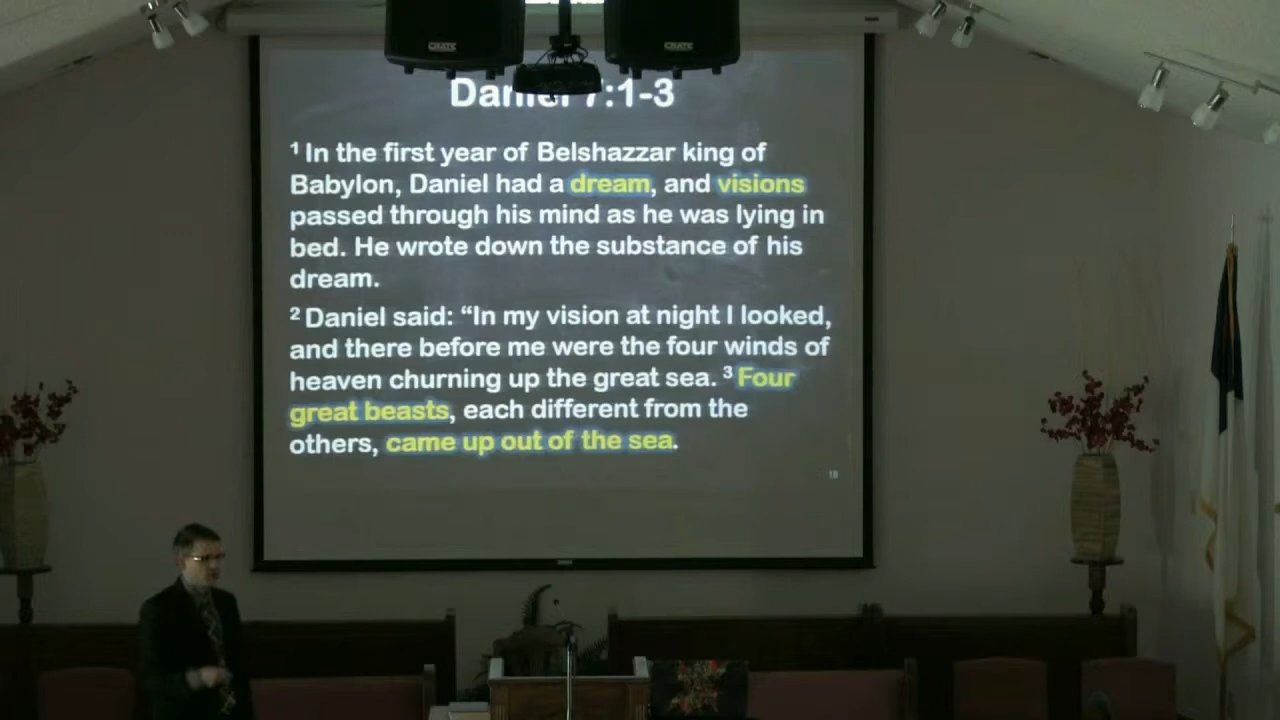 CRATE CRATE
Daniel 7:1-3
¹ In the first year of Belshazzar king of
Babylon, Daniel had a dream, and visions
passed through his mind as he was lying in
bed. He wrote down the substance of his
dream.
² Daniel said: “In my vision at night I looked,
and there before me were the four winds of
heaven churning up the great sea. ³ Four
great beasts, each different from the
others, came up out of the sea.
18